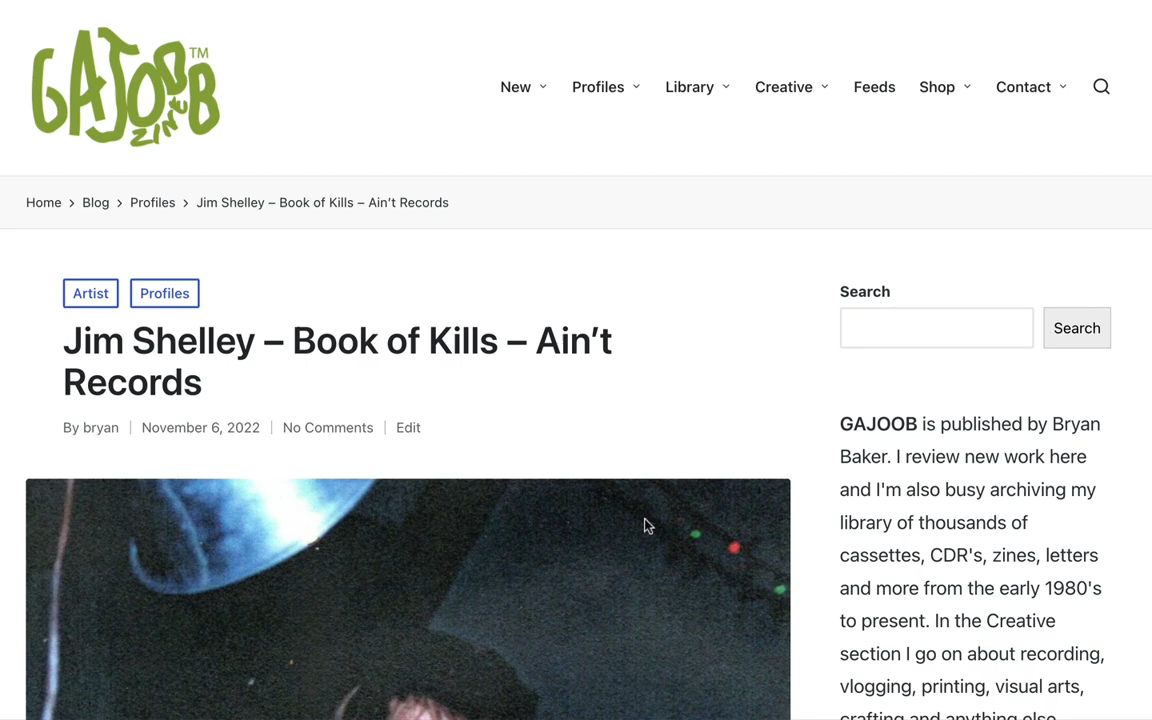 GAJOOB TM
ZINE
New
Profiles
Library
Creative
Feeds
Shop
Contact
Home > Blog > Profiles > Jim Shelley – Book of Kills – Ain’t Records
Artist
Profiles
Jim Shelley – Book of Kills – Ain’t
Records
By bryan | November 6, 2022 | No Comments | Edit
Search
Search
GAJOOB is published by Bryan
Baker. I review new work here
and I'm also busy archiving my
library of thousands of
cassettes, CDR's, zines, letters
and more from the early 1980's
to present. In the Creative
section I go on about recording,
vlogging, printing, visual arts,
crafting and anything else